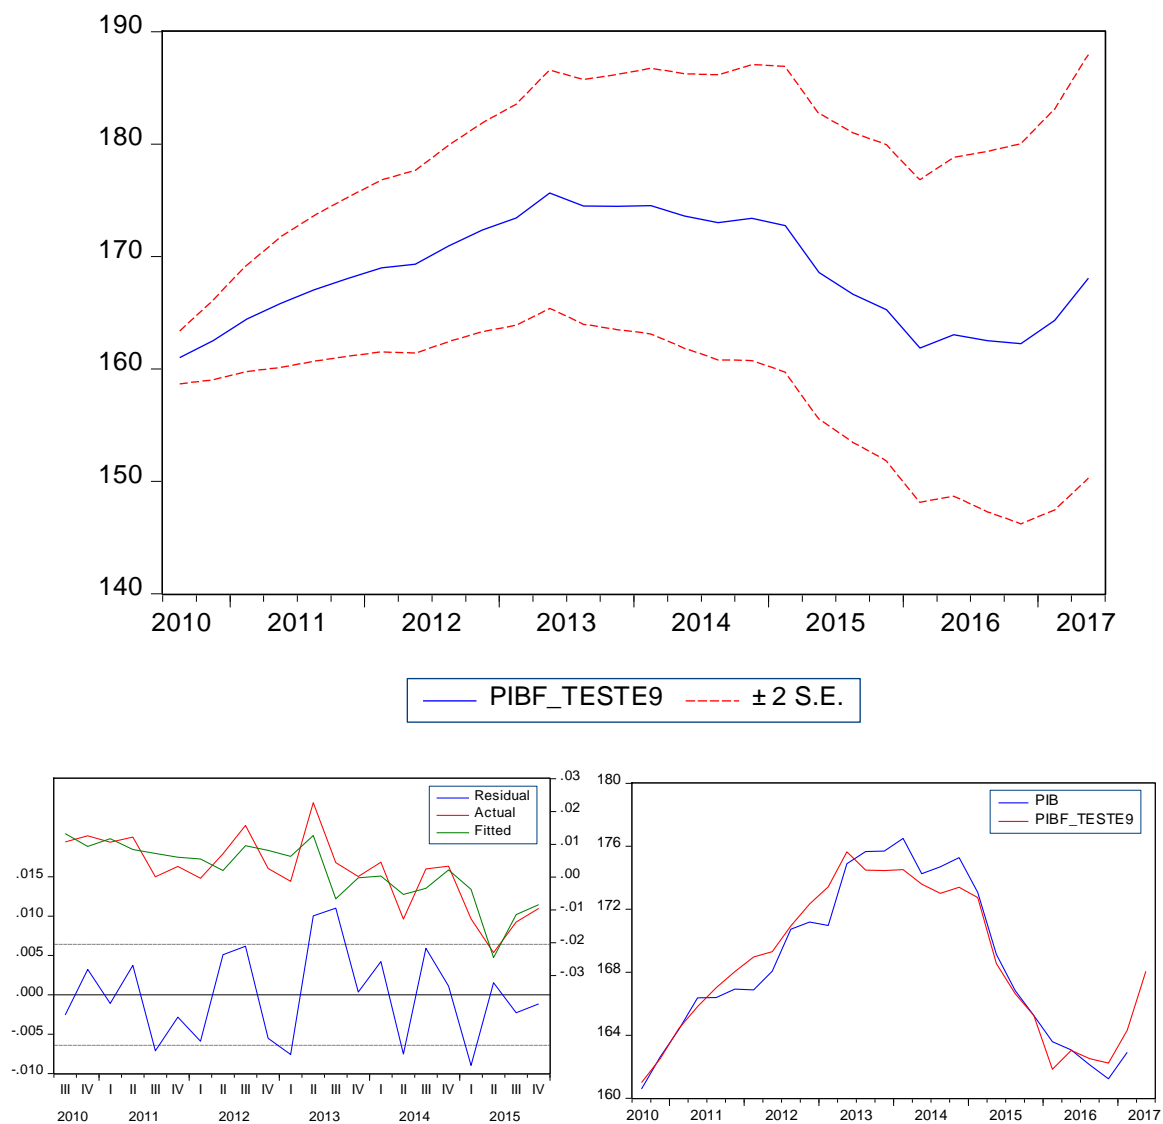 190
180
170
160
150
140
2010 2011 2012 2013 2014 2015 2016 2017
PIBF_TESTE9 ± 2 S.E.
.03
.02
.01
.00
-.01
-.02
-.03
.015
.010
.005
.000
-.005
-.010
Residual
Actual
Fitted
III IV I II III IV I II III IV I II III IV I II III IV I II III IV
2010 2011 2012 2013 2014 2015
180
176
172
168
164
160
PIB
PIBF_TESTE9
2010 2011 2012 2013 2014 2015 2016 2017